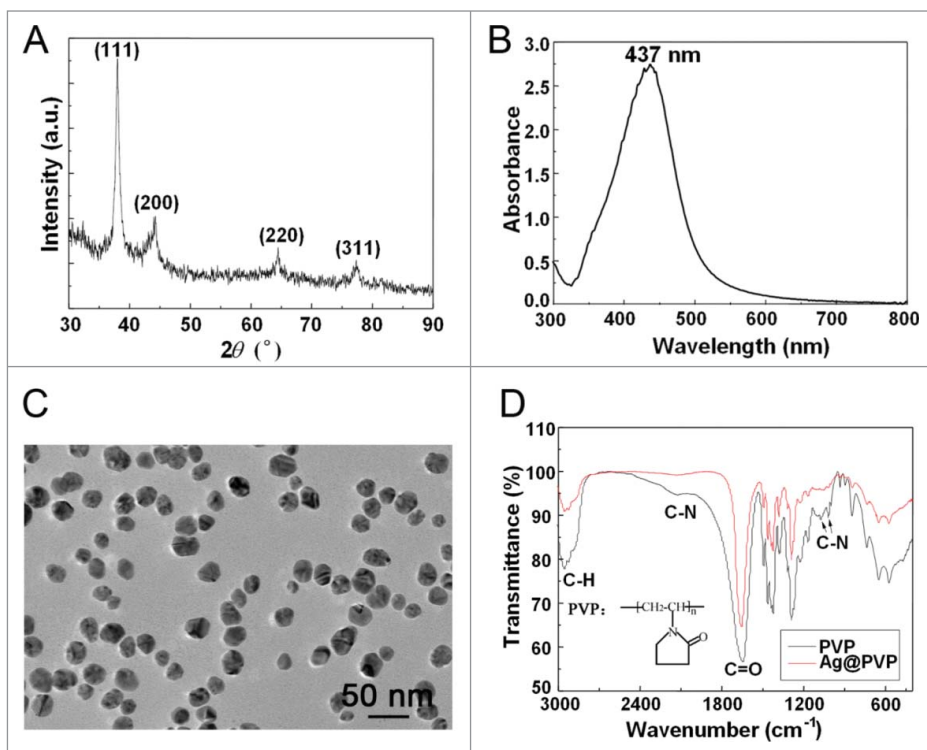 A
(111)
(200)
(220)
(311)
Intensity (a.u.)
30 40 50 60 70 80 90
2θ (°)
B
437 nm
3.0
2.5
2.0
1.5
1.0
0.5
0.0
Absorbance
300 400 500 600 700 800
Wavelength (nm)
C
50 nm
D
110
100
90
80
70
60
50
Transmittance (%)
C-N
C-N
C-H
PVP: —[CH₂-CH]n
N
O
C=O
PVP
Ag@PVP
3000 2400 1800 1200 600
Wavenumber (cm⁻¹)